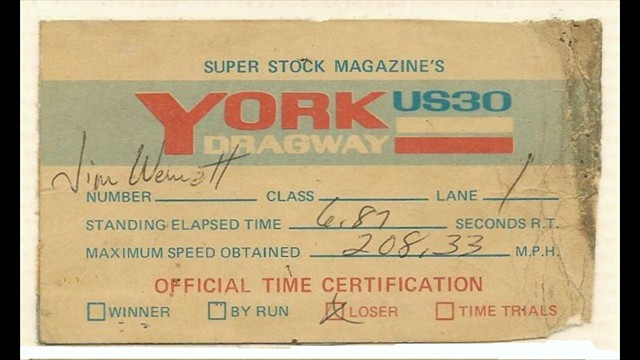 SUPER STOCK MAGAZINE'S
YORK US30
DRAGWAY
Jim
NUMBER CLASS LANE 1
STANDING ELAPSED TIME 6.87 SECONDS R.T.
MAXIMUM SPEED OBTAINED 208.33 M.P.H.
OFFICIAL TIME CERTIFICATION
WINNER BY RUN LOSER TIME TRIALS